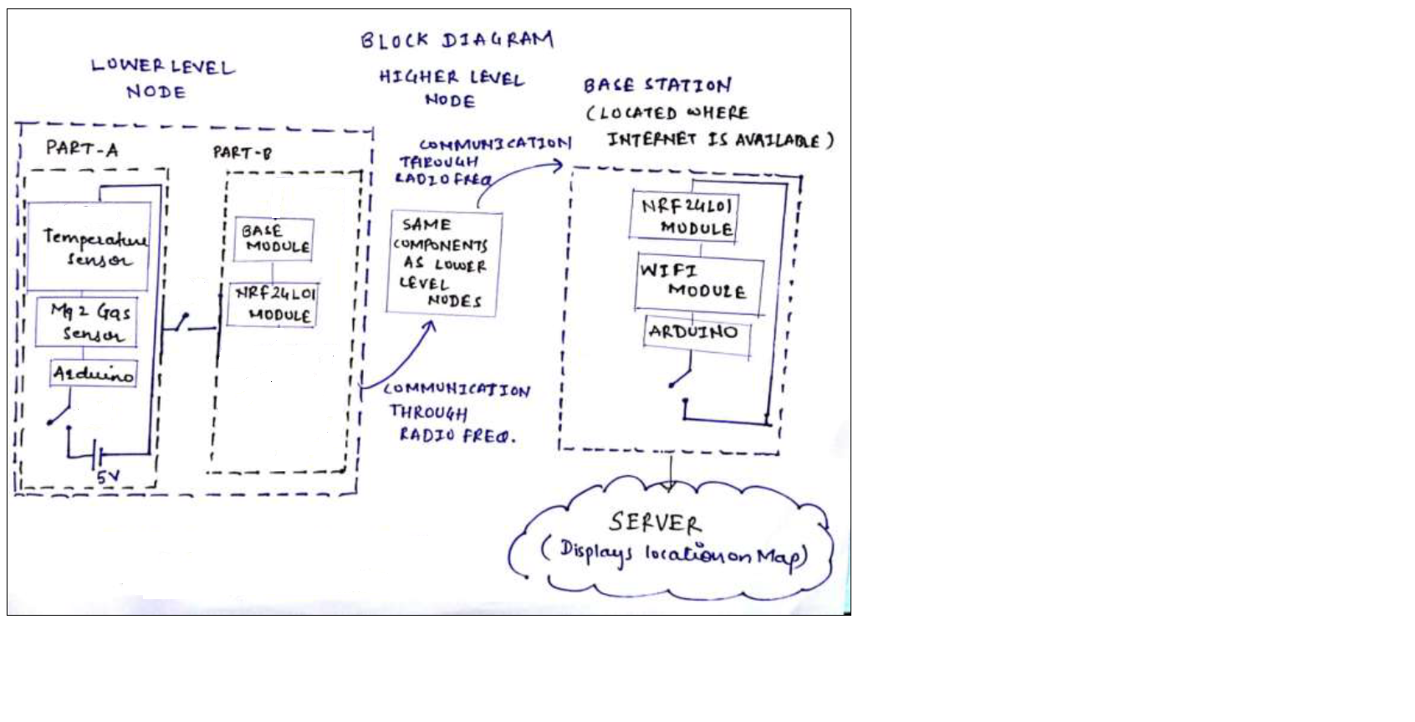 BLOCK DIAGRAM
LOWER LEVEL
NODE
PART-A
PART-B
Temperature
Sensor
Mq2 Gas
Sensor
Arduino
5V
BASE
MODULE
NRF24L01
MODULE
HIGHER LEVEL
NODE
COMMUNICATION
THROUGH
RADIO FREQ
SAME
COMPONENTS
AS LOWER
LEVEL
NODES
COMMUNICATION
THROUGH
RADIO FREQ.
BASE STATION
(LOCATED WHERE
INTERNET IS AVAILABLE)
NRF24L01
MODULE
WIFI
MODULE
ARDUINO
SERVER
(Displays location on Map)